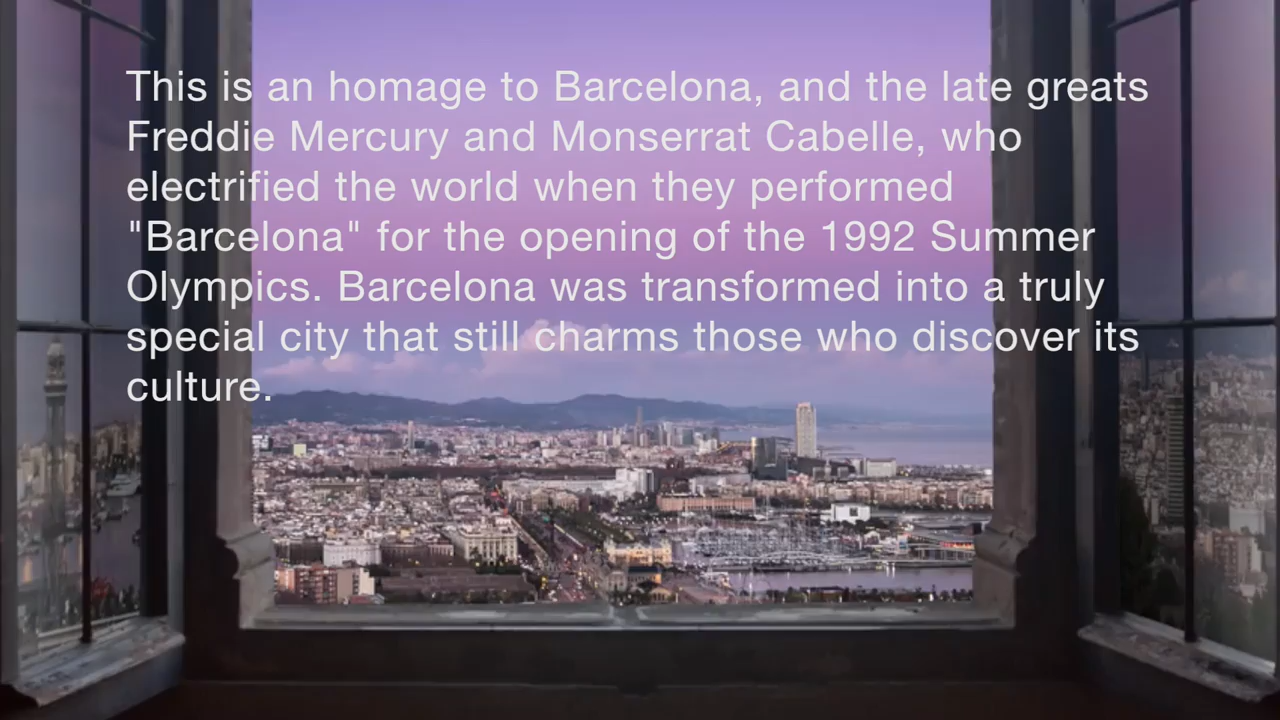 This is an homage to Barcelona, and the late greats
Freddie Mercury and Monserrat Cabelle, who
electrified the world when they performed
"Barcelona" for the opening of the 1992 Summer
Olympics. Barcelona was transformed into a truly
special city that still charms those who discover its
culture.